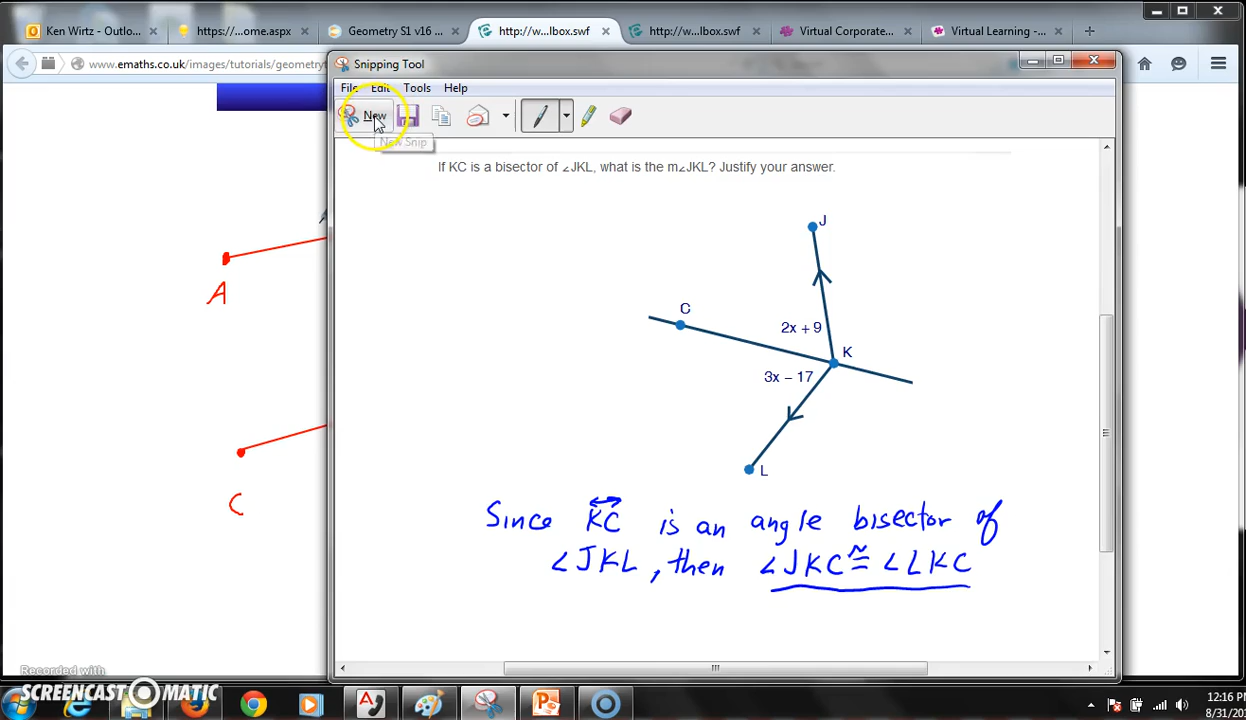 Ken Wirtz - Outlo...
https://...ome.aspx
Geometry S1 v16 ...
http://w...lbox.swf
http://w...lbox.swf
Virtual Corporate...
Virtual Learning -...
www.emaths.co.uk/images/tutorials/geometry
Snipping Tool
File Edit Tools Help
New
New Snip
If KC is a bisector of ∠JKL, what is the m∠JKL? Justify your answer.
J
C
2x + 9
K
3x – 17
L
A
C
Since KC is an angle bisector of
∠JKL, then ∠JKC ≅ ∠LKC
Recorded with
SCREENCAST-O-MATIC
12:16 PM
8/31/20